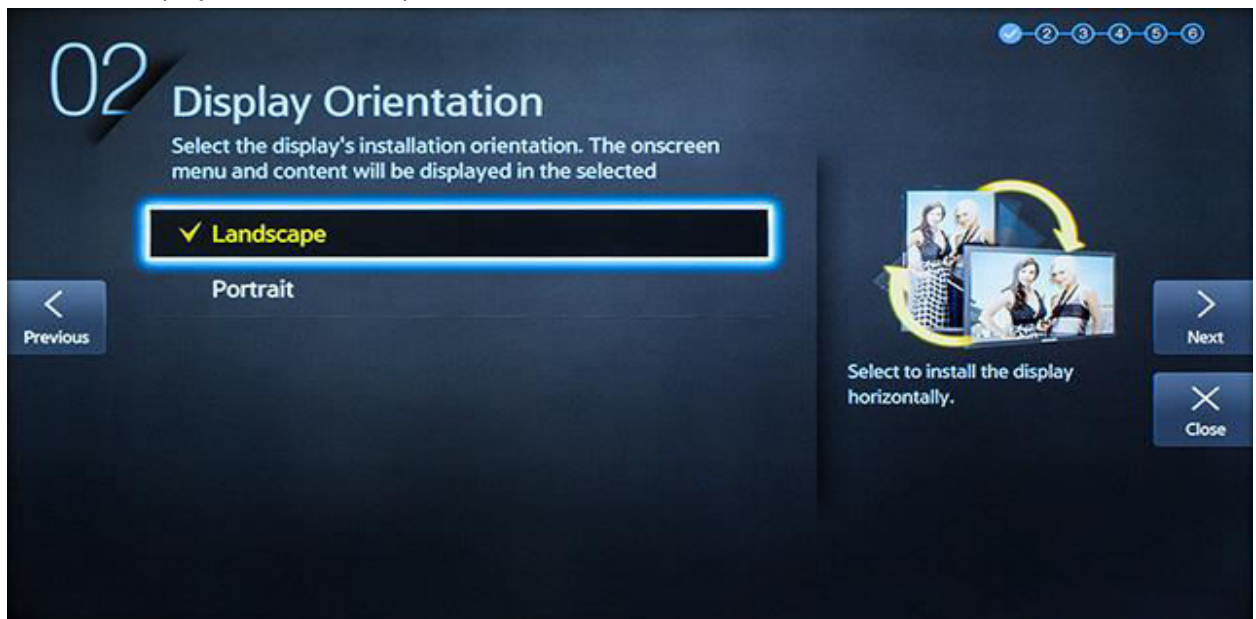 02
2 3 4 5 6
Display Orientation
Select the display's installation orientation. The onscreen
menu and content will be displayed in the selected
Landscape
Portrait
Previous
Next
Select to install the display
horizontally.
Close